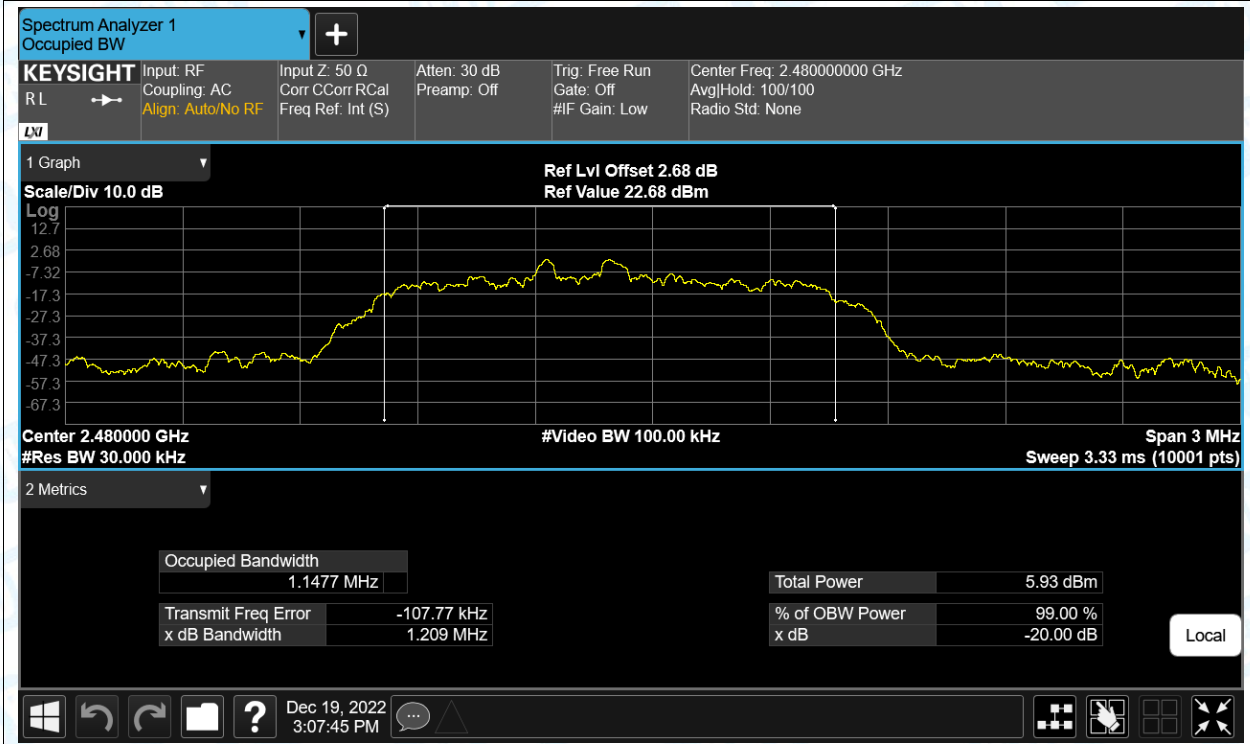 Spectrum Analyzer 1
Occupied BW
▼
+
KEYSIGHT
R L
LXI
Input: RF
Coupling: AC
Align: Auto/No RF
Input Z: 50 Ω
Corr CCorr RCal
Freq Ref: Int (S)
Atten: 30 dB
Preamp: Off
Trig: Free Run
Gate: Off
#IF Gain: Low
Center Freq: 2.480000000 GHz
Avg|Hold: 100/100
Radio Std: None
1 Graph ▼
Scale/Div 10.0 dB
Ref Lvl Offset 2.68 dB
Ref Value 22.68 dBm
Log
12.7
2.68
-7.32
-17.3
-27.3
-37.3
-47.3
-57.3
-67.3
Center 2.480000 GHz
#Video BW 100.00 kHz
Span 3 MHz
#Res BW 30.000 kHz
Sweep 3.33 ms (10001 pts)
2 Metrics ▼
Occupied Bandwidth
1.1477 MHz
Total Power 5.93 dBm
Transmit Freq Error -107.77 kHz
% of OBW Power 99.00 %
x dB Bandwidth 1.209 MHz
x dB -20.00 dB
Local
?
Dec 19, 2022
3:07:45 PM